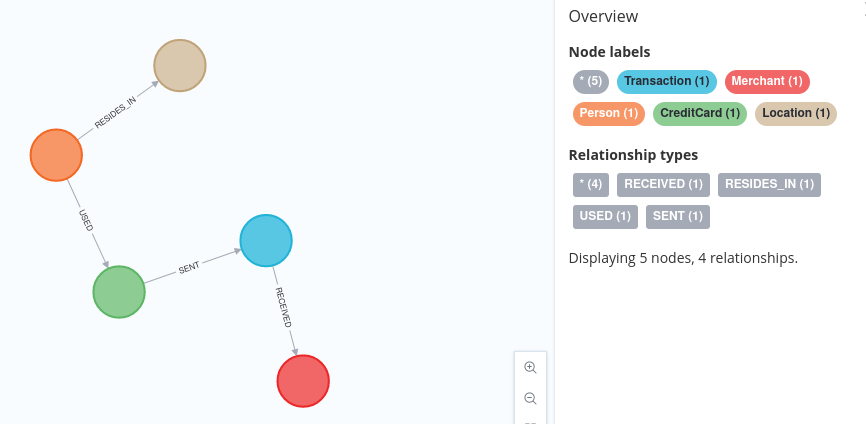 RESIDES_IN
USED
SENT
RECEIVED
Overview
Node labels
* (5) Transaction (1) Merchant (1)
Person (1) CreditCard (1) Location (1)
Relationship types
* (4) RECEIVED (1) RESIDES_IN (1)
USED (1) SENT (1)
Displaying 5 nodes, 4 relationships.